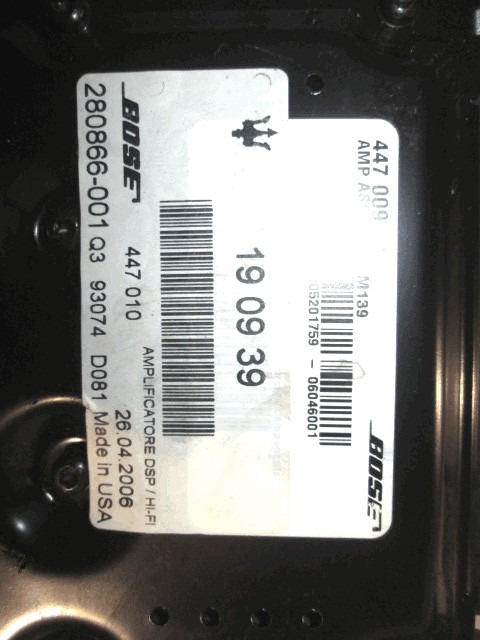 447 009
AMP AS
M139
05201759 - 06046001
BOSE
19 09 39
BOSE
447 010
AMPLIFICATORE DSP / HI-FI
26.04.2006
280866-001 Q3 93074 D081 Made in USA